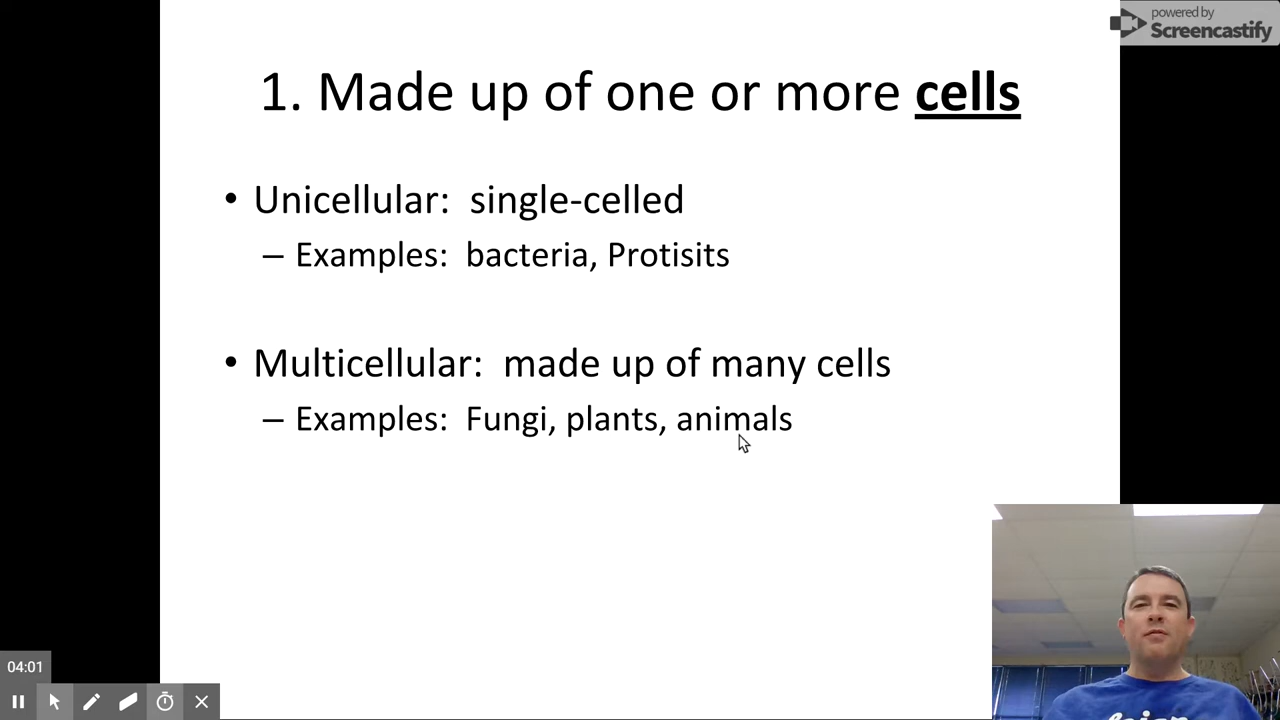 powered by
Screencastify
1. Made up of one or more cells
• Unicellular: single-celled
– Examples: bacteria, Protisits
• Multicellular: made up of many cells
– Examples: Fungi, plants, animals
04:01